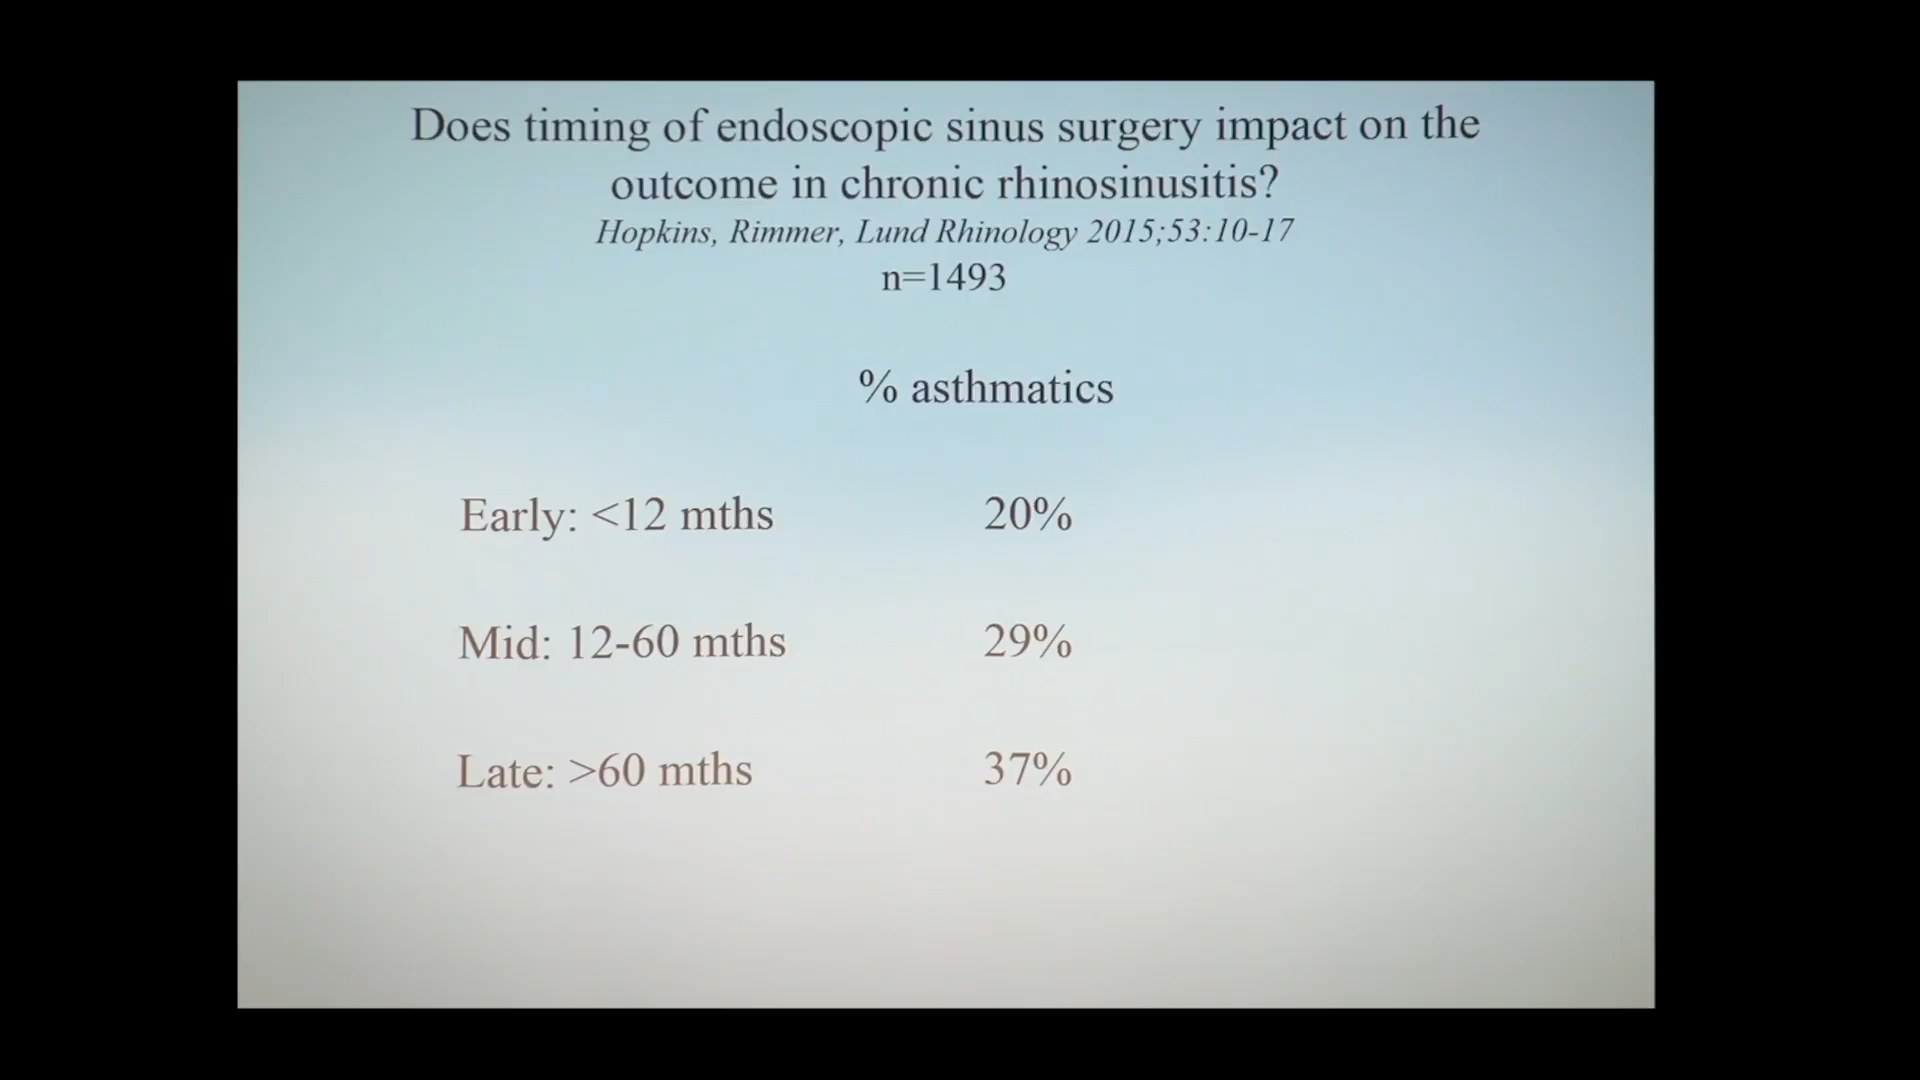 Does timing of endoscopic sinus surgery impact on the
outcome in chronic rhinosinusitis?
Hopkins, Rimmer, Lund Rhinology 2015;53:10-17
n=1493
% asthmatics
Early: <12 mths 20%
Mid: 12-60 mths 29%
Late: >60 mths 37%